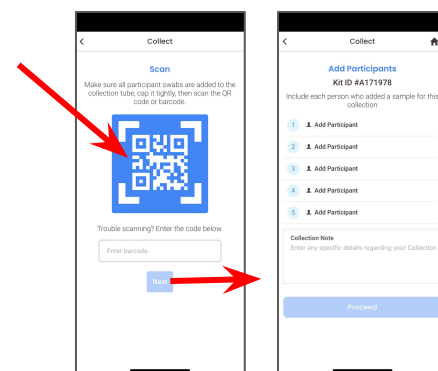 Collect
Scan
Make sure all participant swabs are added to the
collection tube, cap it tightly, then scan the QR
code or barcode.
Trouble scanning? Enter the code below.
Enter barcode
Next
Collect
Add Participants
Kit ID #A171978
Include each person who added a sample for this
collection
1 Add Participant
2 Add Participant
3 Add Participant
4 Add Participant
5 Add Participant
Collection Note
Enter any specific details regarding your Collection
Proceed